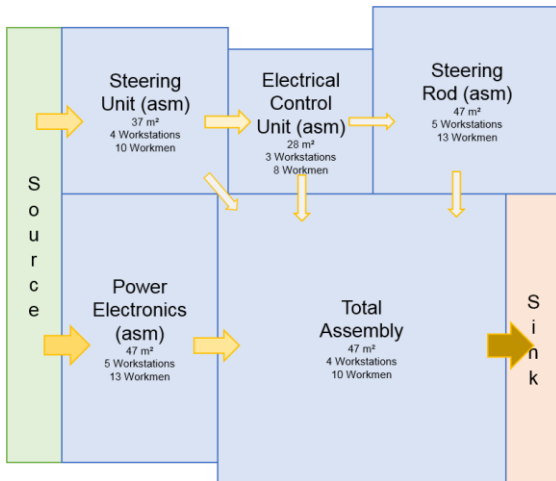 Source
Steering
Unit (asm)
37 m²
4 Workstations
10 Workmen
Electrical
Control
Unit (asm)
28 m²
3 Workstations
8 Workmen
Steering
Rod (asm)
47 m²
5 Workstations
13 Workmen
Power
Electronics
(asm)
47 m²
5 Workstations
13 Workmen
Total
Assembly
47 m²
4 Workstations
10 Workmen
Sink